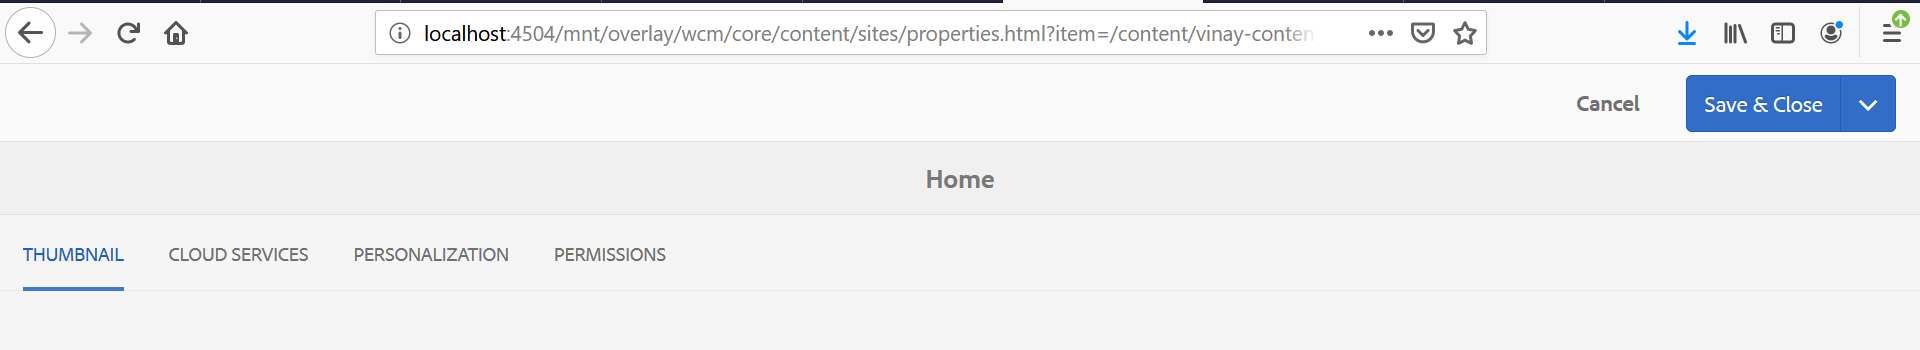 localhost:4504/mnt/overlay/wcm/core/content/sites/properties.html?item=/content/vinay-conten
Cancel
Save & Close
Home
THUMBNAIL CLOUD SERVICES PERSONALIZATION PERMISSIONS